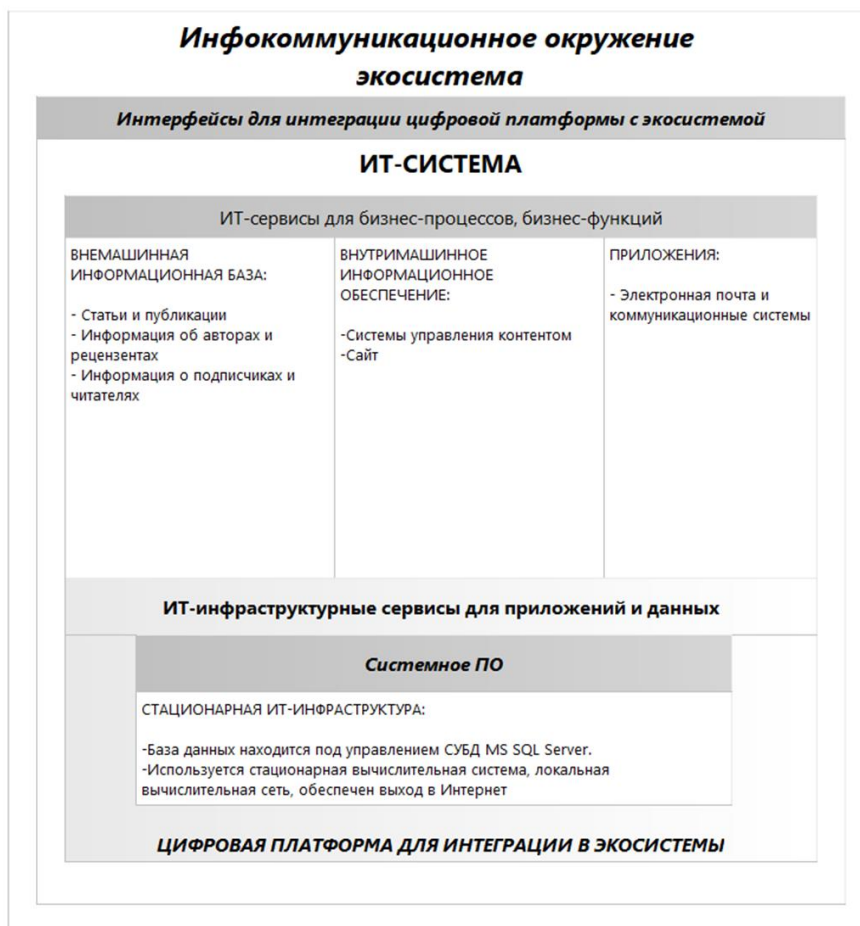 Инфокоммуникационное окружение
экосистема
Интерфейсы для интеграции цифровой платформы с экосистемой
ИТ-СИСТЕМА
ИТ-сервисы для бизнес-процессов, бизнес-функций
ВНЕМАШИННАЯ
ИНФОРМАЦИОННАЯ БАЗА:
- Статьи и публикации
- Информация об авторах и
рецензентах
- Информация о подписчиках и
читателях
ВНУТРИМАШИННОЕ
ИНФОРМАЦИОННОЕ
ОБЕСПЕЧЕНИЕ:
-Системы управления контентом
-Сайт
ПРИЛОЖЕНИЯ:
- Электронная почта и
коммуникационные системы
ИТ-инфраструктурные сервисы для приложений и данных
Системное ПО
СТАЦИОНАРНАЯ ИТ-ИНФРАСТРУКТУРА:
-База данных находится под управлением СУБД MS SQL Server.
-Используется стационарная вычислительная система, локальная
вычислительная сеть, обеспечен выход в Интернет
ЦИФРОВАЯ ПЛАТФОРМА ДЛЯ ИНТЕГРАЦИИ В ЭКОСИСТЕМЫ